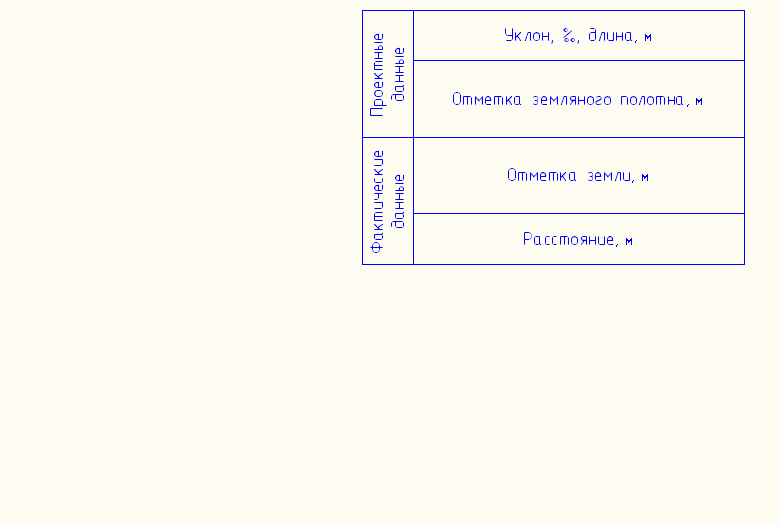 Проектные
данные
Уклон, ‰, длина, м
Отметка земляного полотна, м
Фактические
данные
Отметка земли, м
Расстояние, м